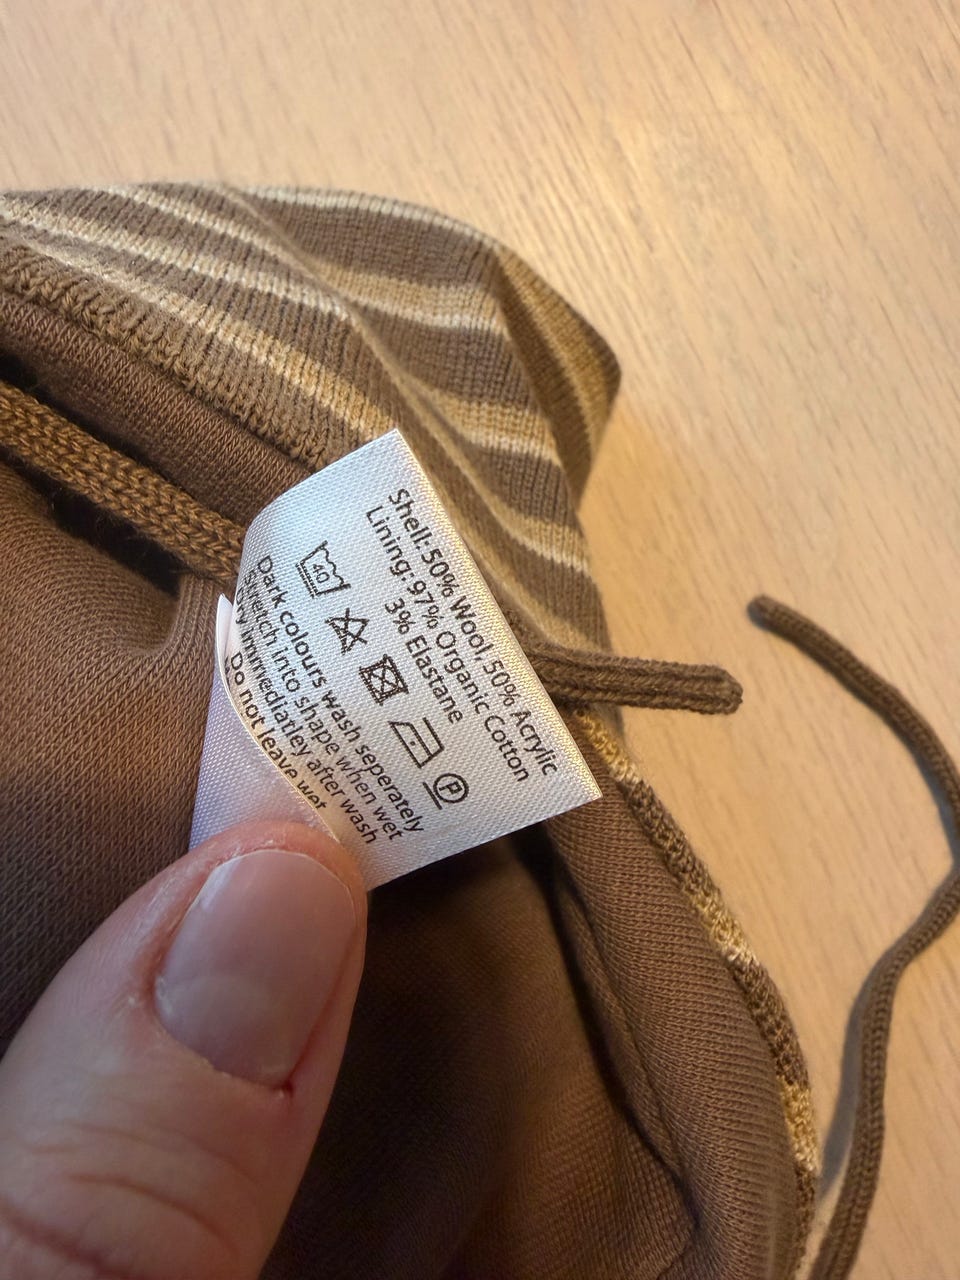 Shell: 50% Wool, 50% Acrylic
Lining: 97% Organic Cotton
3% Elastane
40
P
Dark colours wash seperately
Stretch into shape when wet
Dry immediatley after wash
Do not leave wet